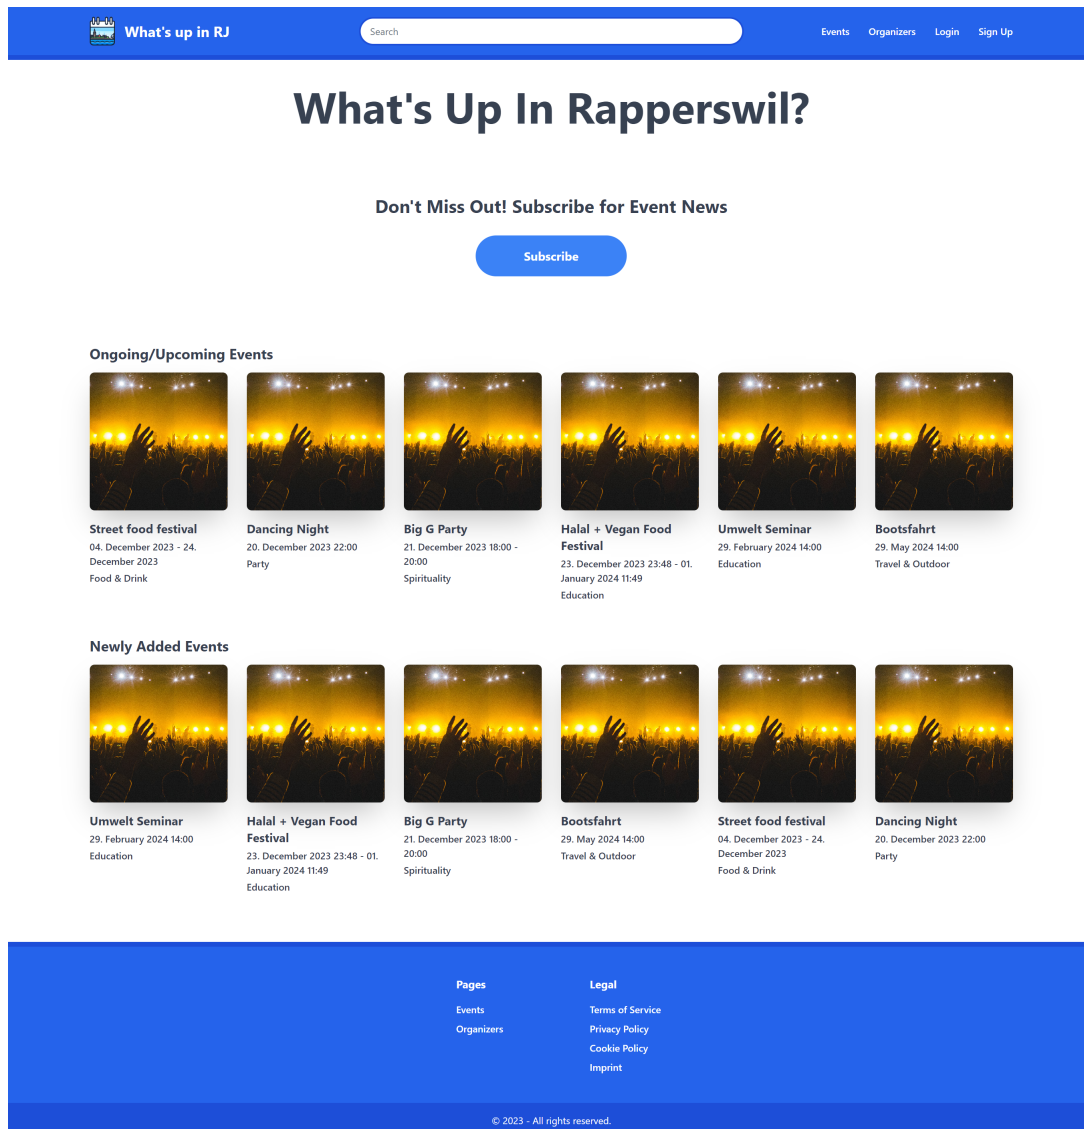 What's up in RJ
Search
Events
Organizers
Login
Sign Up
What's Up In Rapperswil?
Don't Miss Out! Subscribe for Event News
Subscribe
Ongoing/Upcoming Events
Street food festival
04. December 2023 - 24.
December 2023
Food & Drink
Dancing Night
20. December 2023 22:00
Party
Big G Party
21. December 2023 18:00 -
20:00
Spirituality
Halal + Vegan Food
Festival
23. December 2023 23:48 - 01.
January 2024 11:49
Education
Umwelt Seminar
29. February 2024 14:00
Education
Bootsfahrt
29. May 2024 14:00
Travel & Outdoor
Newly Added Events
Umwelt Seminar
29. February 2024 14:00
Education
Halal + Vegan Food
Festival
23. December 2023 23:48 - 01.
January 2024 11:49
Education
Big G Party
21. December 2023 18:00 -
20:00
Spirituality
Bootsfahrt
29. May 2024 14:00
Travel & Outdoor
Street food festival
04. December 2023 - 24.
December 2023
Food & Drink
Dancing Night
20. December 2023 22:00
Party
Pages
Events
Organizers
Legal
Terms of Service
Privacy Policy
Cookie Policy
Imprint
© 2023 - All rights reserved.